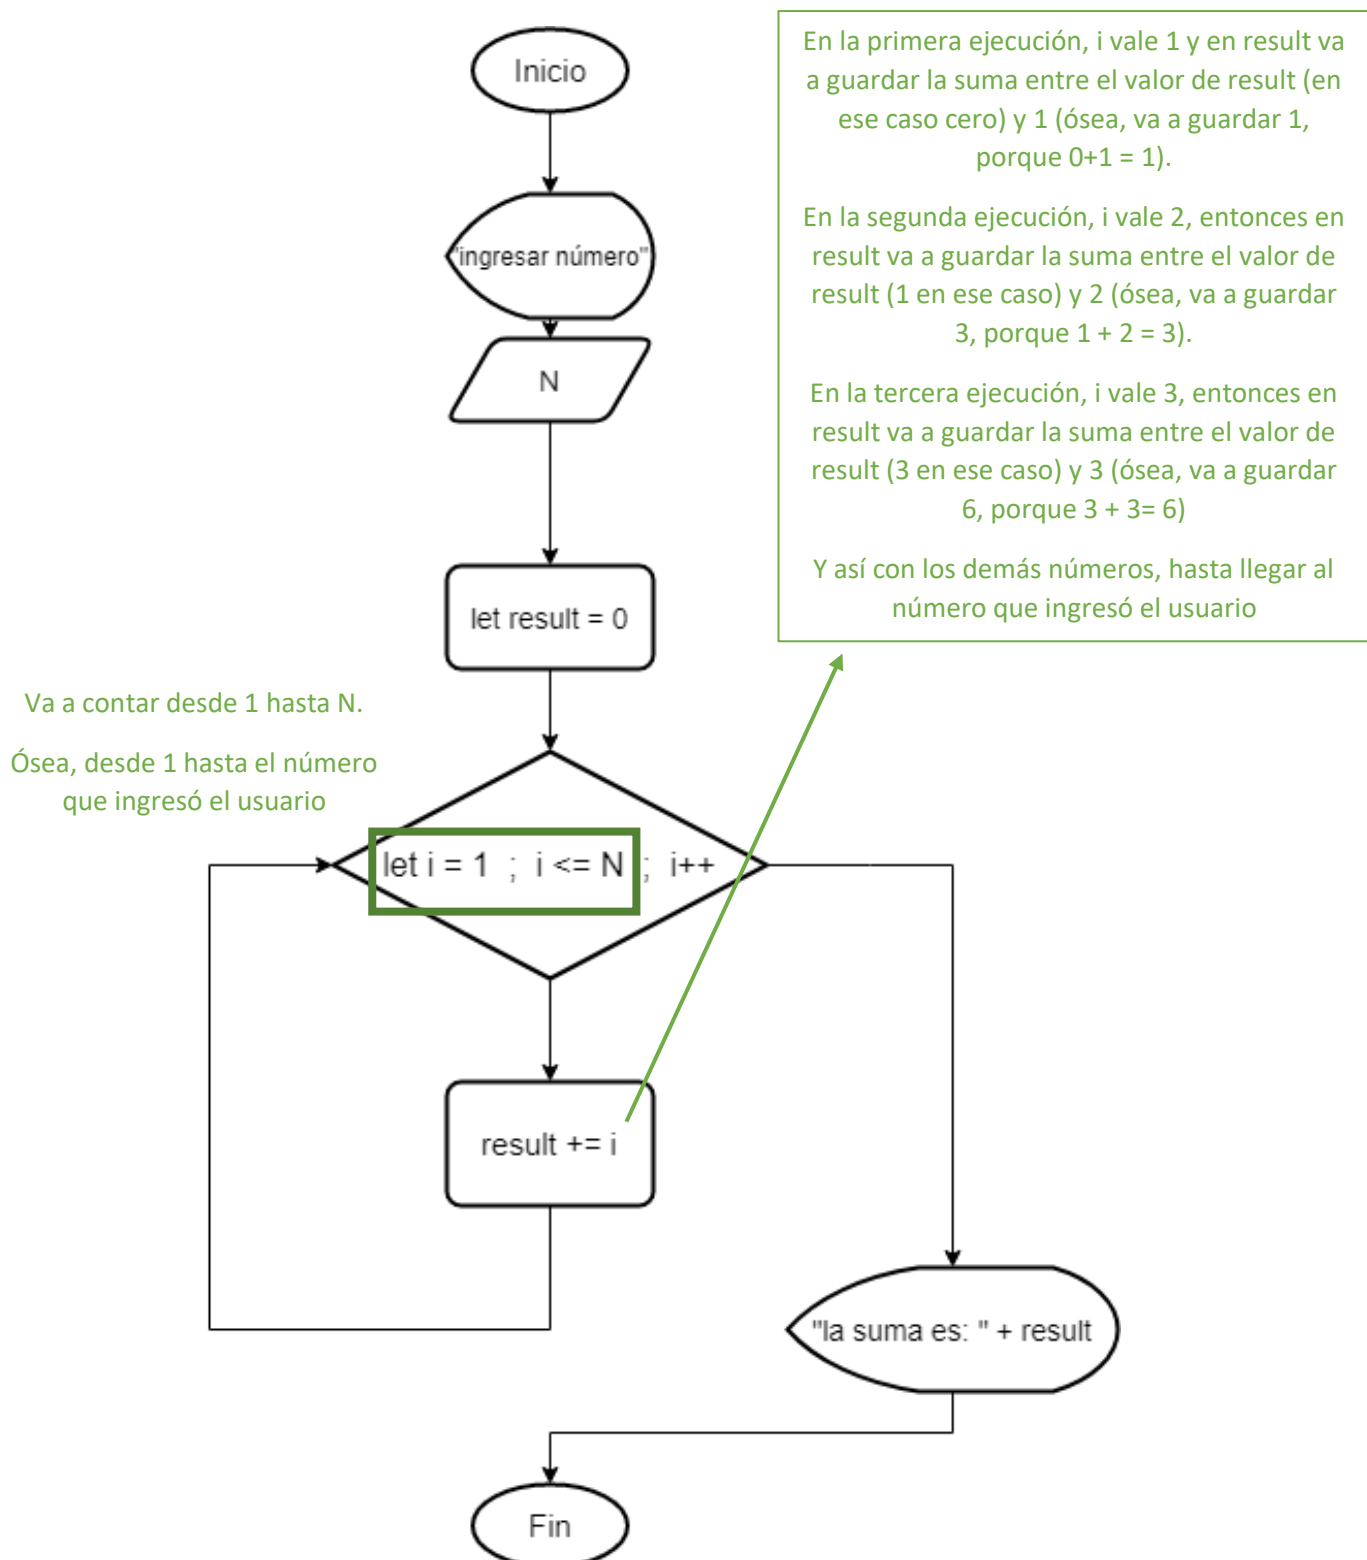 Inicio
"ingresar número"
N
let result = 0
En la primera ejecución, i vale 1 y en result va
a guardar la suma entre el valor de result (en
ese caso cero) y 1 (ósea, va a guardar 1,
porque 0+1 = 1).
En la segunda ejecución, i vale 2, entonces en
result va a guardar la suma entre el valor de
result (1 en ese caso) y 2 (ósea, va a guardar
3, porque 1 + 2 = 3).
En la tercera ejecución, i vale 3, entonces en
result va a guardar la suma entre el valor de
result (3 en ese caso) y 3 (ósea, va a guardar
6, porque 3 + 3= 6)
Y así con los demás números, hasta llegar al
número que ingresó el usuario
Va a contar desde 1 hasta N.
Ósea, desde 1 hasta el número
que ingresó el usuario
let i = 1 ; i <= N ; i++
result += i
"la suma es: " + result
Fin